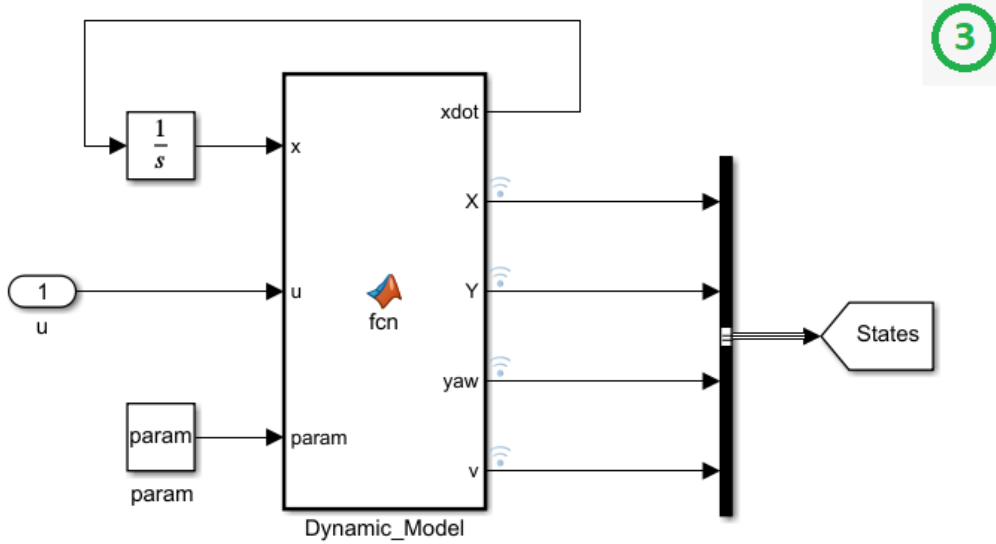 3
xdot
1
s
x
X
1
u
u
Y
fcn
States
yaw
param
param
param
v
Dynamic_Model